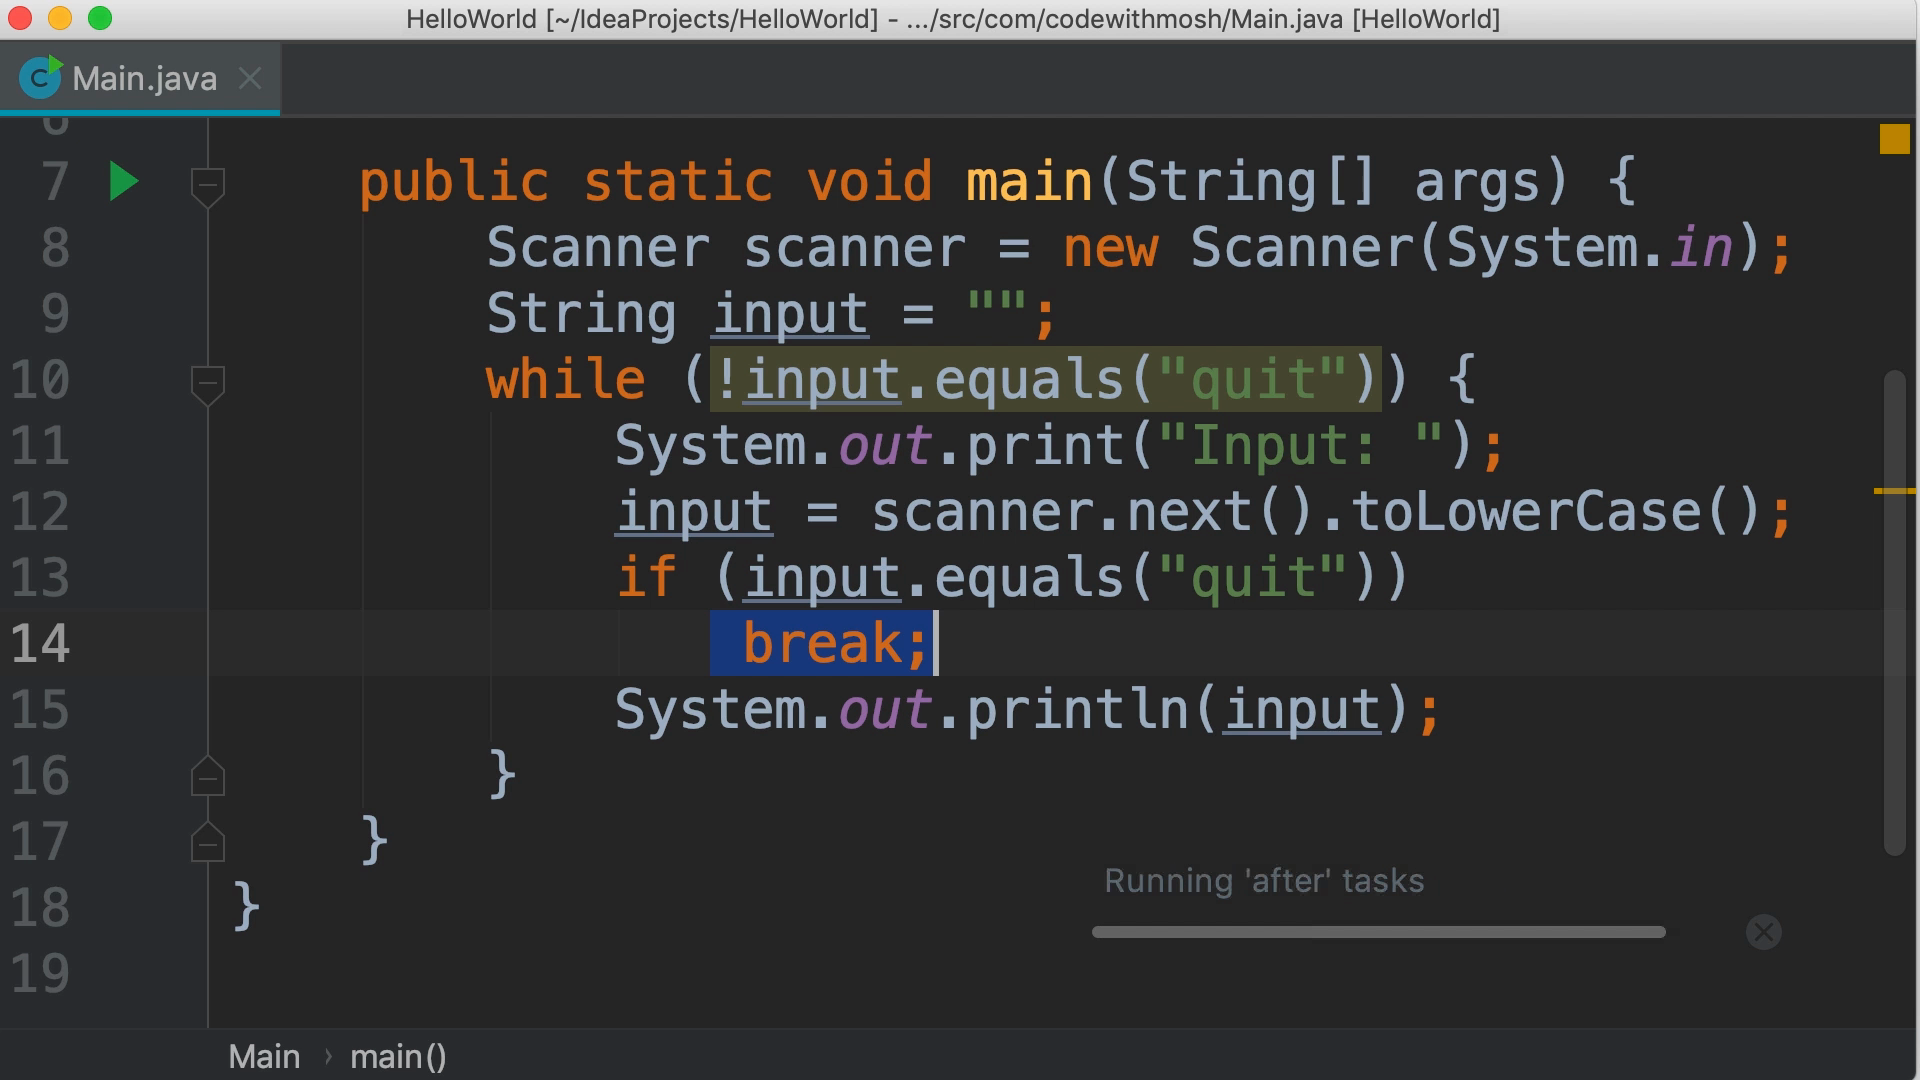 HelloWorld [~/IdeaProjects/HelloWorld] - .../src/com/codewithmosh/Main.java [HelloWorld]
C Main.java
6
7 public static void main(String[] args) {
8 Scanner scanner = new Scanner(System.in);
9 String input = "";
10 while (!input.equals("quit")) {
11 System.out.print("Input: ");
12 input = scanner.next().toLowerCase();
13 if (input.equals("quit"))
14 break;
15 System.out.println(input);
16 }
17 }
Running 'after' tasks
18 }
19
Main › main()